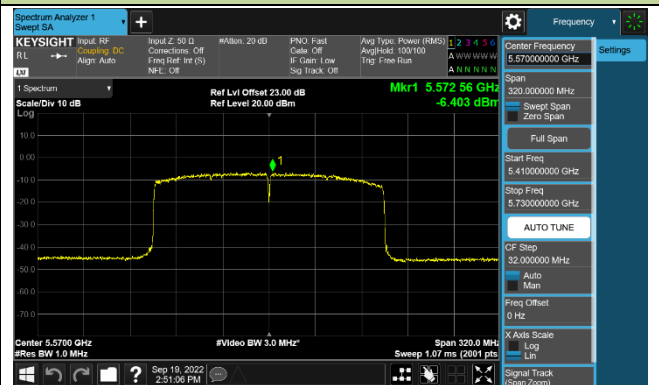 Spectrum Analyzer 1
Swept SA
Frequency
KEYSIGHT
RL
LXI
Input: RF
Coupling: DC
Align: Auto
Input Z: 50 Ω
Corrections: Off
Freq Ref: Int (S)
NFE: Off
#Atten: 20 dB
PNO: Fast
Gate: Off
IF Gain: Low
Sig Track: Off
Avg Type: Power (RMS)
Avg|Hold: 100/100
Trig: Free Run
1 2 3 4 5 6
A W W W W W
A N N N N N
Center Frequency
5.570000000 GHz
Settings
1 Spectrum
Scale/Div 10 dB
Log
Ref Lvl Offset 23.00 dB
Ref Level 20.00 dBm
Mkr1 5.572 56 GHz
-6.403 dBm
1
10.0
0.00
-10.0
-20.0
-30.0
-40.0
-50.0
-60.0
-70.0
Center 5.5700 GHz
#Res BW 1.0 MHz
#Video BW 3.0 MHz*
Span 320.0 MHz
Sweep 1.07 ms (2001 pts)
Span
320.000000 MHz
Swept Span
Zero Span
Full Span
Start Freq
5.410000000 GHz
Stop Freq
5.730000000 GHz
AUTO TUNE
CF Step
32.000000 MHz
Auto
Man
Freq Offset
0 Hz
X Axis Scale
Log
Lin
Signal Track
(Span Zoom)
?
Sep 19, 2022
2:51:06 PM